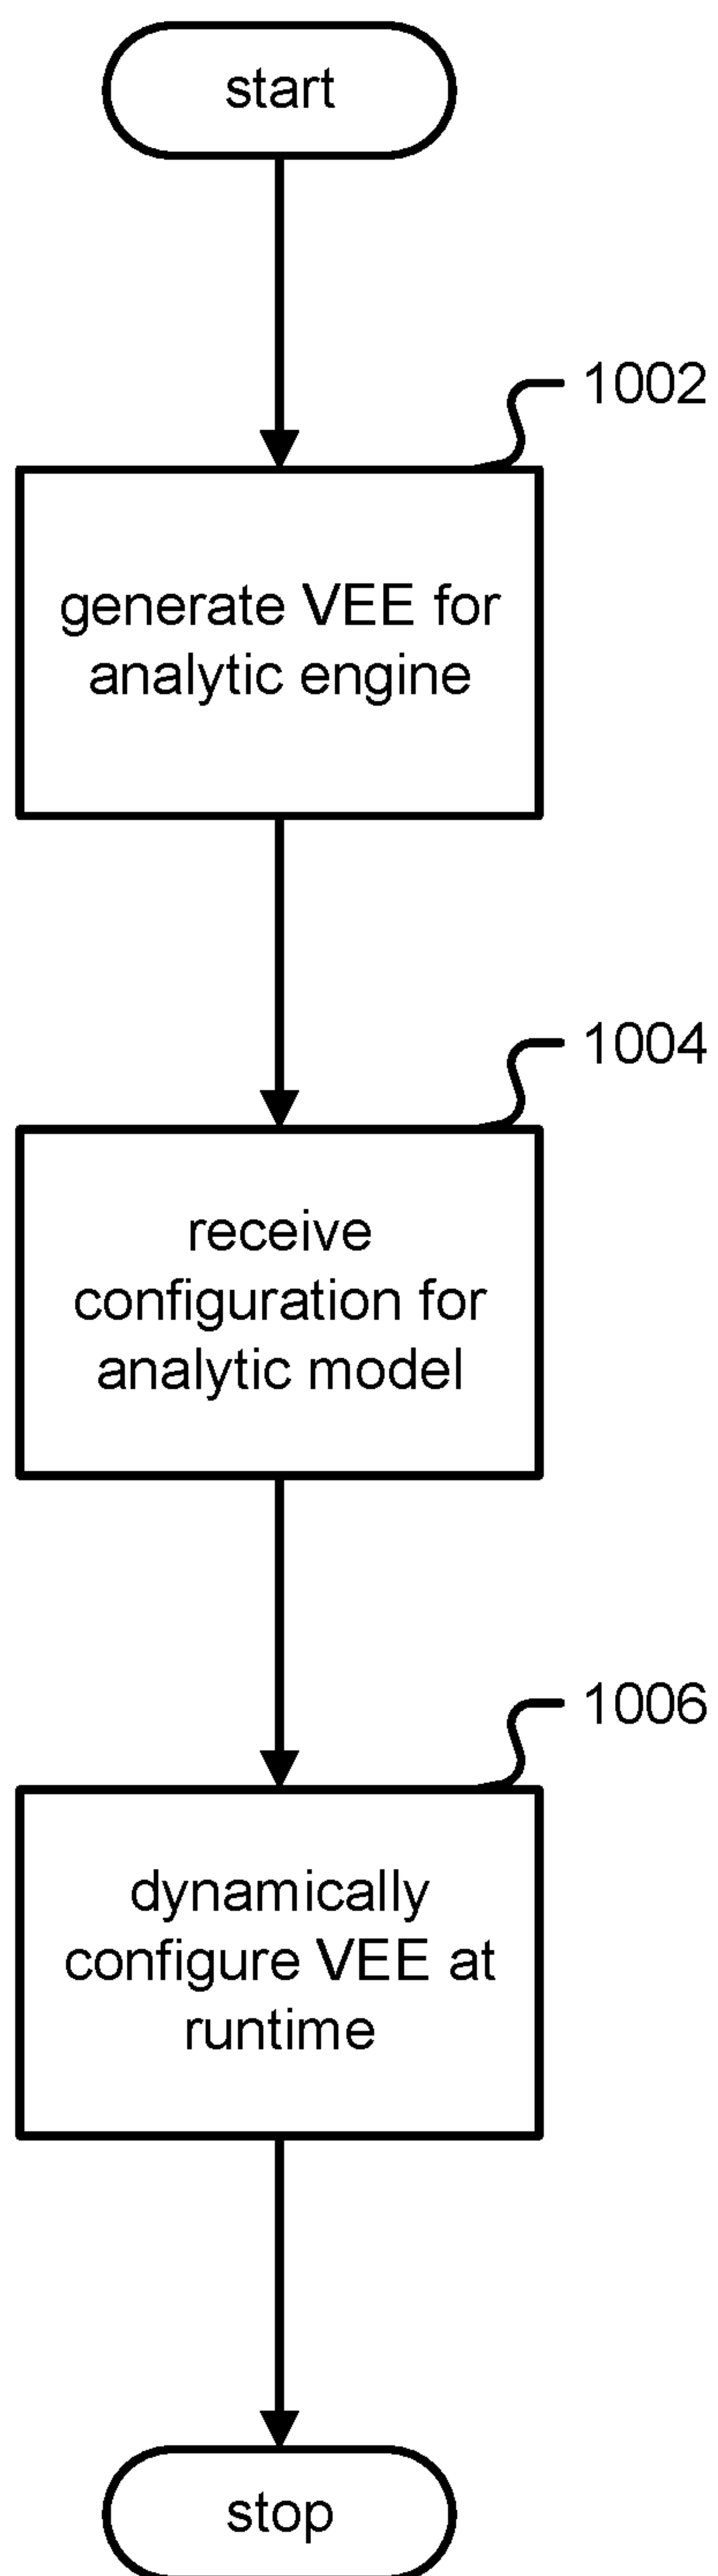 start
1002
generate VEE for
analytic engine
1004
receive
configuration for
analytic model
1006
dynamically
configure VEE at
runtime
stop